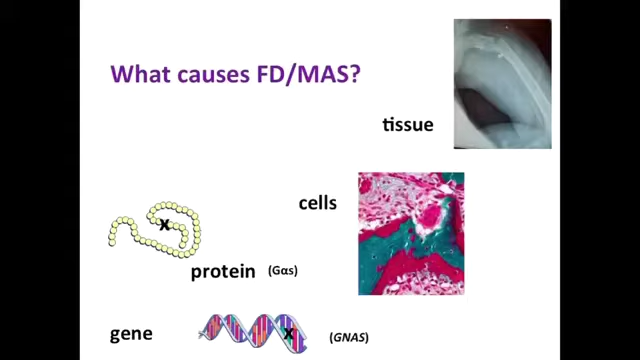 What causes FD/MAS?
tissue
cells
x
protein (Gαs)
gene x (GNAS)